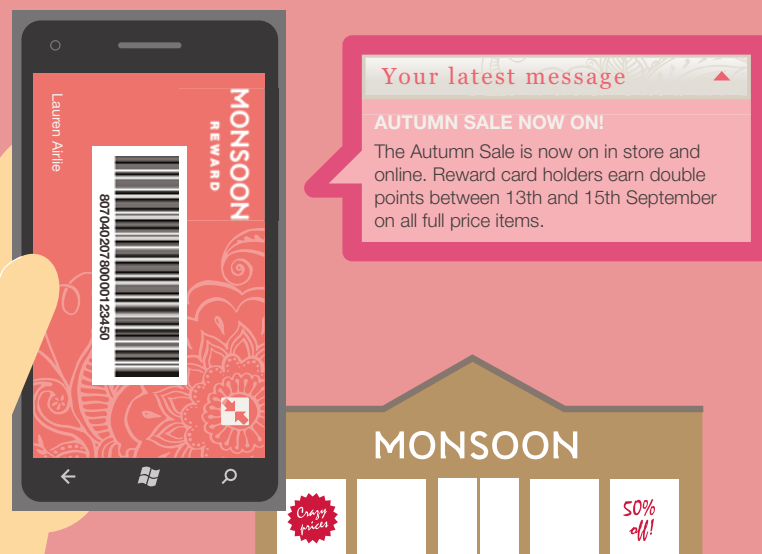 Lauren Airlie
MONSOON
REWARD
807040207800000123450
Your latest message
AUTUMN SALE NOW ON!
The Autumn Sale is now on in store and
online. Reward card holders earn double
points between 13th and 15th September
on all full price items.
MONSOON
Crazy
prices
50%
off!